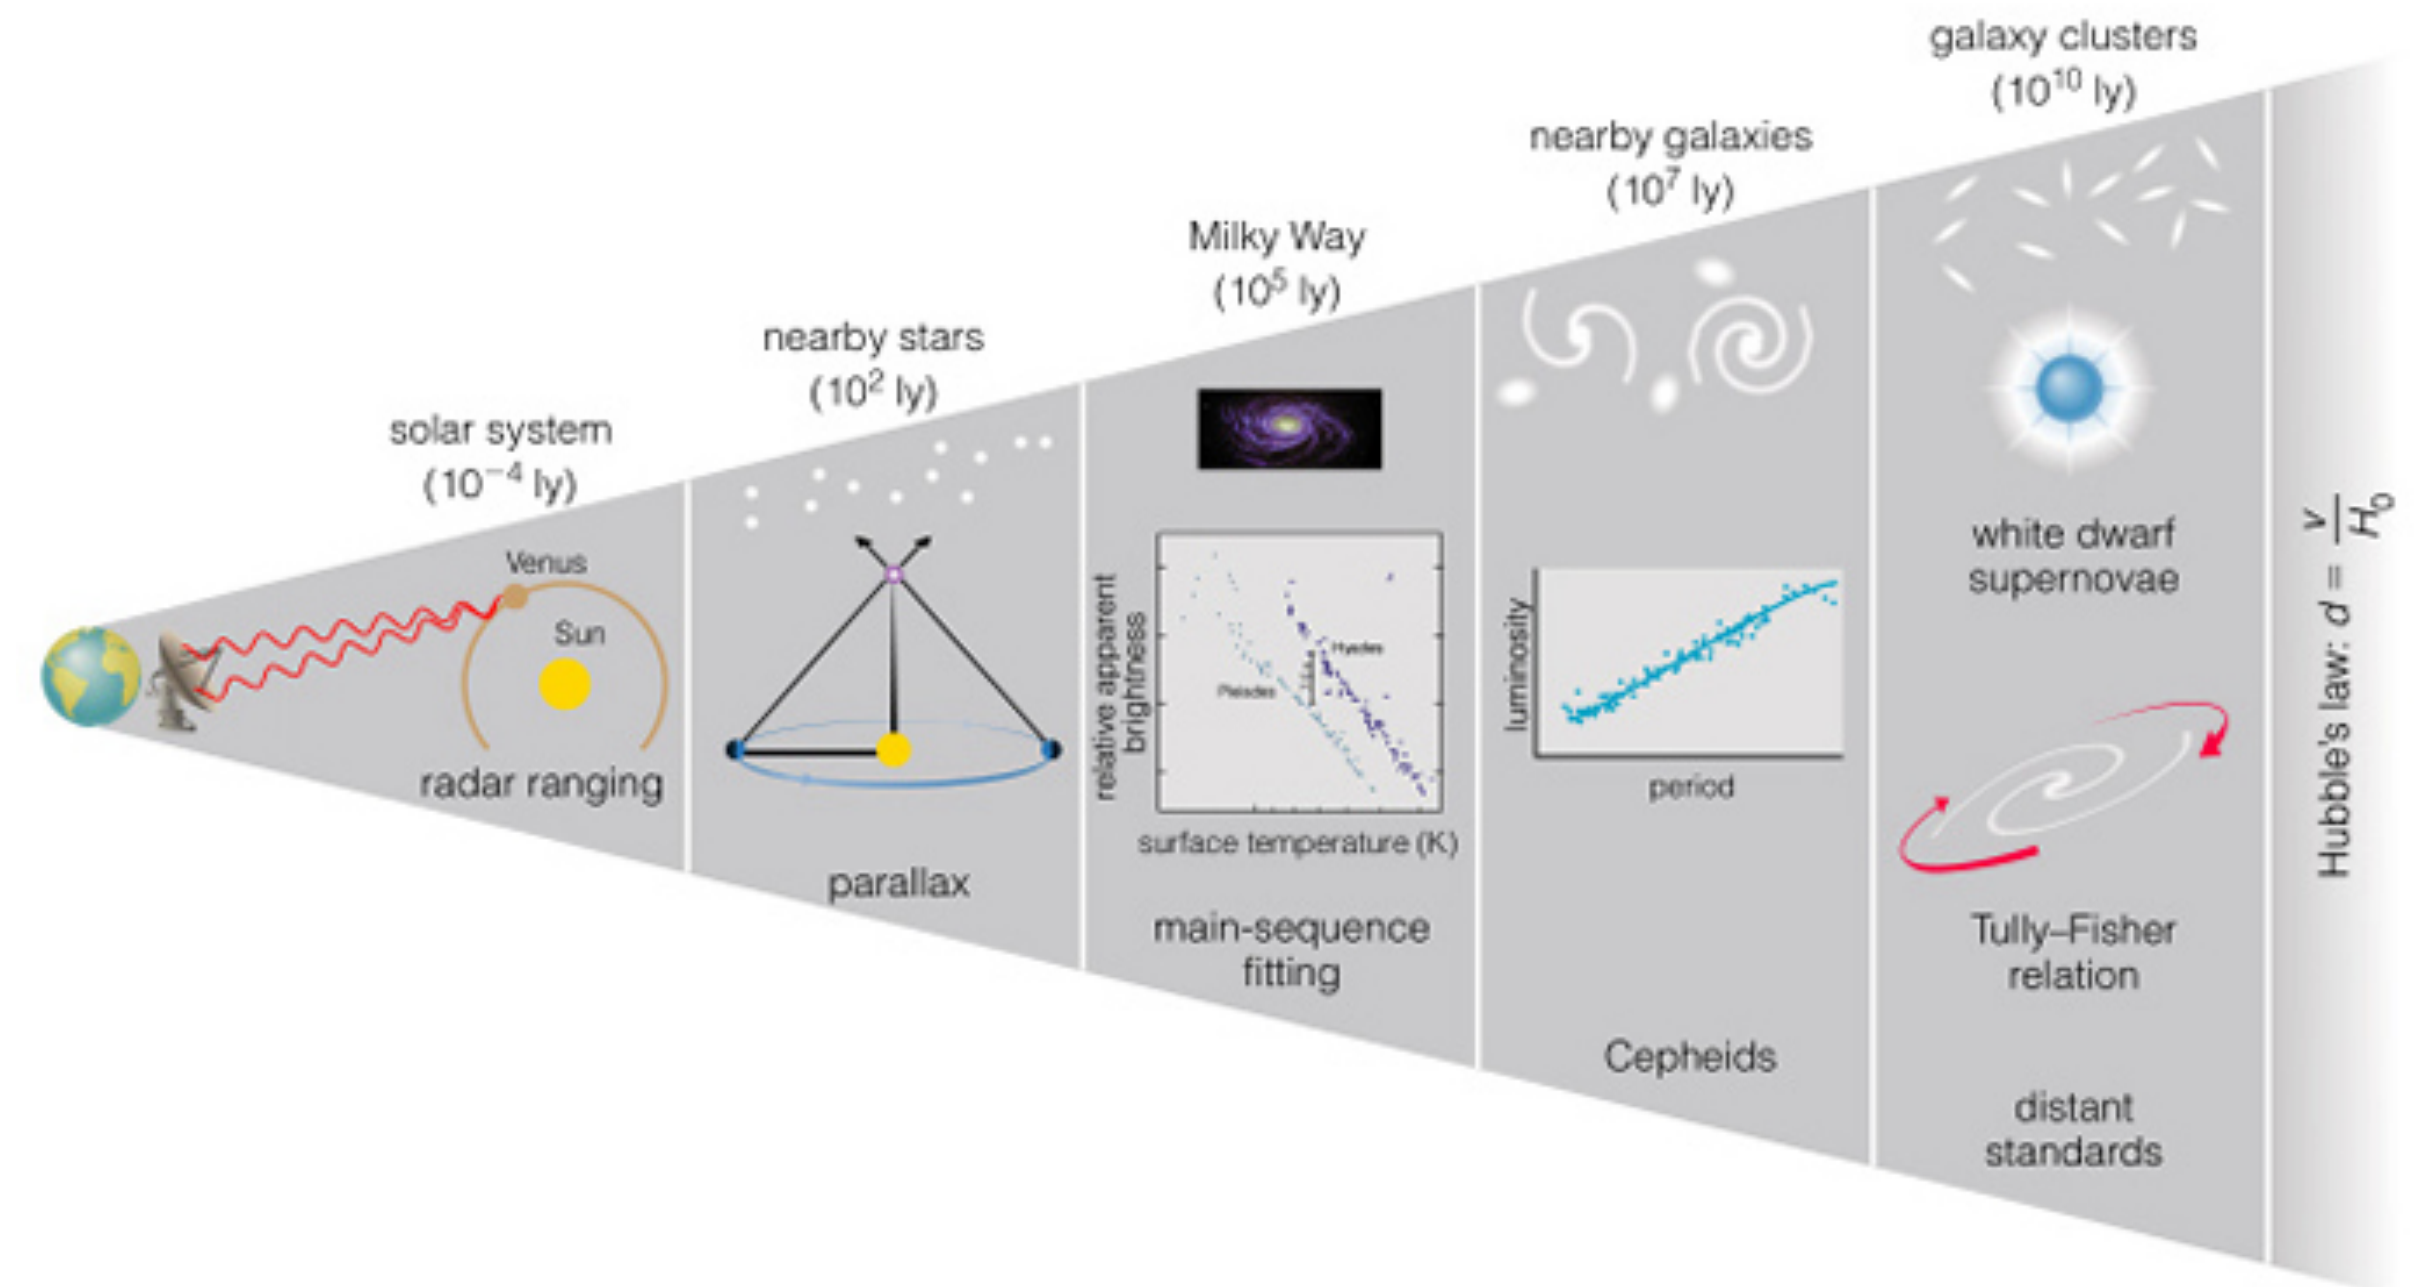 solar system
(10⁻⁴ ly)
Venus
Sun
radar ranging
nearby stars
(10² ly)
parallax
Milky Way
(10⁵ ly)
relative apparent
brightness
Hyades
Pleiades
surface temperature (K)
main-sequence
fitting
nearby galaxies
(10⁷ ly)
luminosity
period
Cepheids
galaxy clusters
(10¹⁰ ly)
white dwarf
supernovae
Tully–Fisher
relation
distant
standards
Hubble's law: d = v/H₀